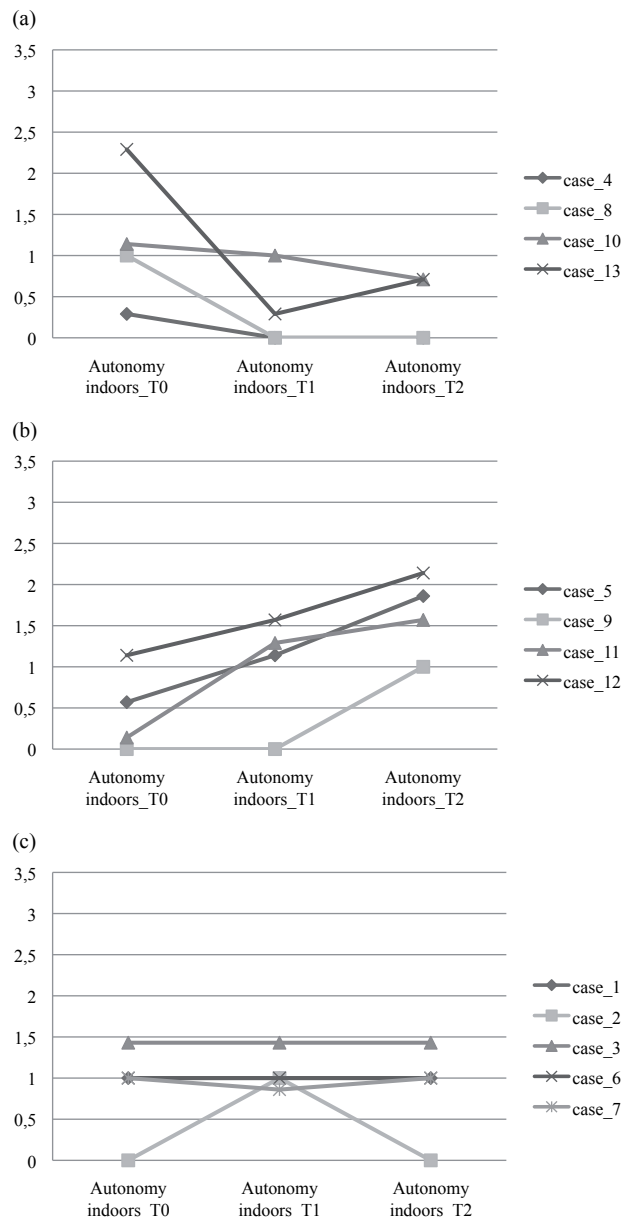 (a)
3,5
3
2,5
2
1,5
1
0,5
0
Autonomy
indoors_T0
Autonomy
indoors_T1
Autonomy
indoors_T2
case_4
case_8
case_10
case_13
(b)
3,5
3
2,5
2
1,5
1
0,5
0
Autonomy
indoors_T0
Autonomy
indoors_T1
Autonomy
indoors_T2
case_5
case_9
case_11
case_12
(c)
3,5
3
2,5
2
1,5
1
0,5
0
Autonomy
indoors_T0
Autonomy
indoors_T1
Autonomy
indoors_T2
case_1
case_2
case_3
case_6
case_7